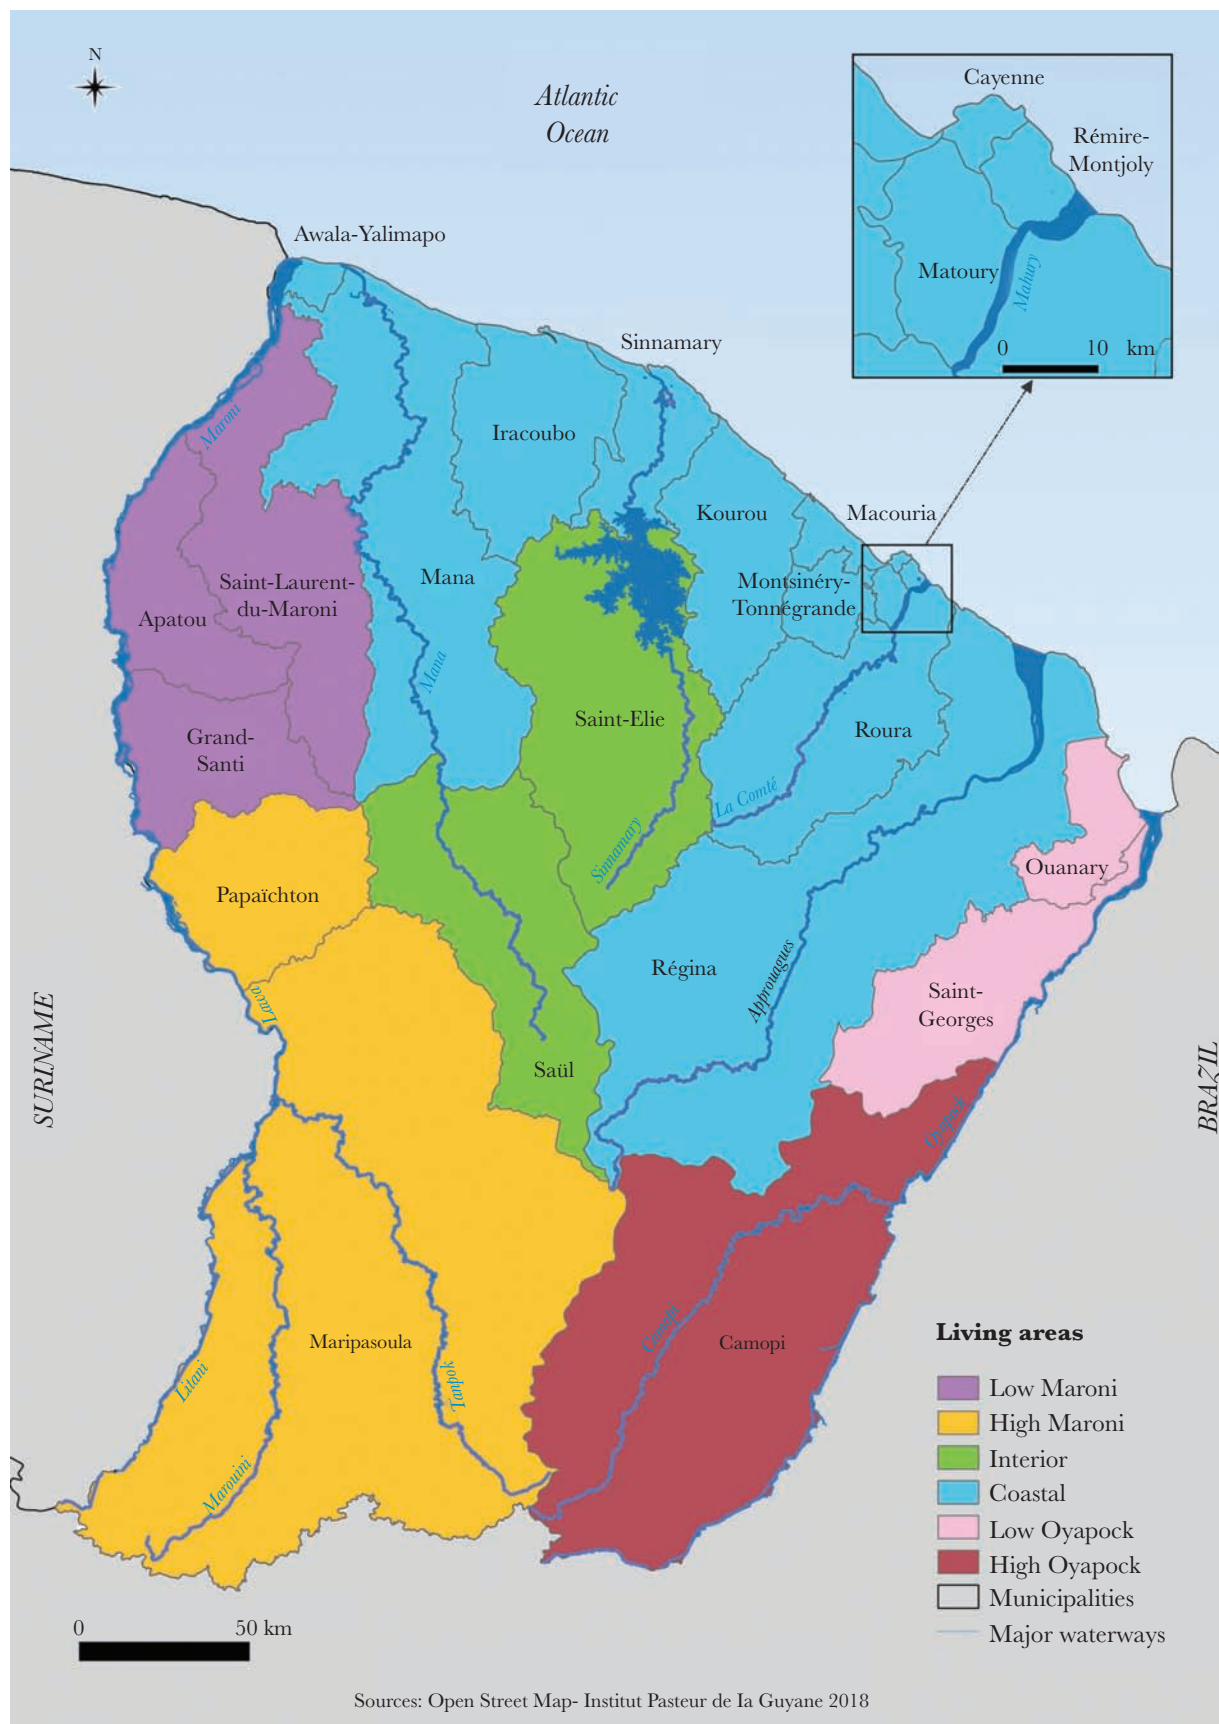 N
Atlantic
Ocean
Cayenne
Rémire-
Montjoly
Matoury
Mahury
0 10 km
Awala-Yalimapo
Sinnamary
Maroni
Iracoubo
Kourou
Macouria
Mana
Saint-Laurent-
du-Maroni
Apatou
Montsinéry-
Tonnégrande
Mana
Saint-Elie
Roura
Grand-
Santi
La Comté
Sinnamary
Ouanary
Papaïchton
Régina
Approuagues
Saint-
Georges
Lawa
SURINAME
Saül
BRAZIL
Oyapock
Camopi
Camopi
Maripasoula
Litani
Tampok
Marouini
Living areas
Low Maroni
High Maroni
Interior
Coastal
Low Oyapock
High Oyapock
Municipalities
Major waterways
0 50 km
Sources: Open Street Map- Institut Pasteur de Ia Guyane 2018